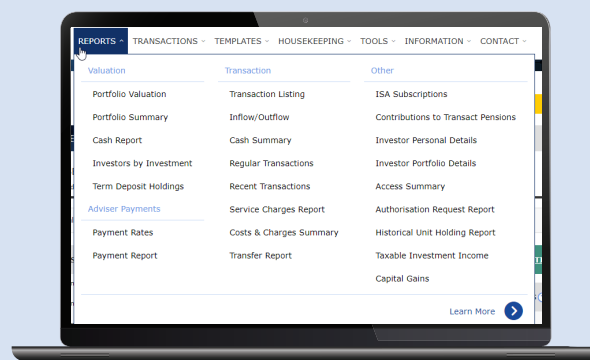 REPORTS TRANSACTIONS TEMPLATES HOUSEKEEPING TOOLS INFORMATION CONTACT
Valuation
Portfolio Valuation
Portfolio Summary
Cash Report
Investors by Investment
Term Deposit Holdings
Adviser Payments
Payment Rates
Payment Report
Transaction
Transaction Listing
Inflow/Outflow
Cash Summary
Regular Transactions
Recent Transactions
Service Charges Report
Costs & Charges Summary
Transfer Report
Other
ISA Subscriptions
Contributions to Transact Pensions
Investor Personal Details
Investor Portfolio Details
Access Summary
Authorisation Request Report
Historical Unit Holding Report
Taxable Investment Income
Capital Gains
Learn More